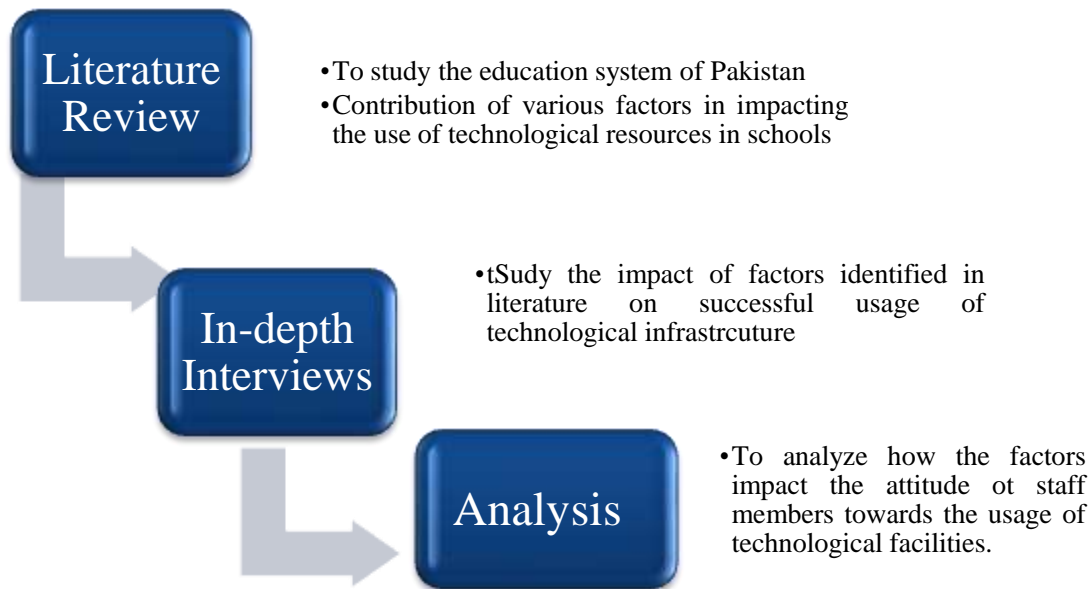 Literature
Review
•To study the education system of Pakistan
•Contribution of various factors in impacting
the use of technological resources in schools
In-depth
Interviews
•tSudy the impact of factors identified in
literature on successful usage of
technological infrastrcuture
Analysis
•To analyze how the factors
impact the attitude ot staff
members towards the usage of
technological facilities.